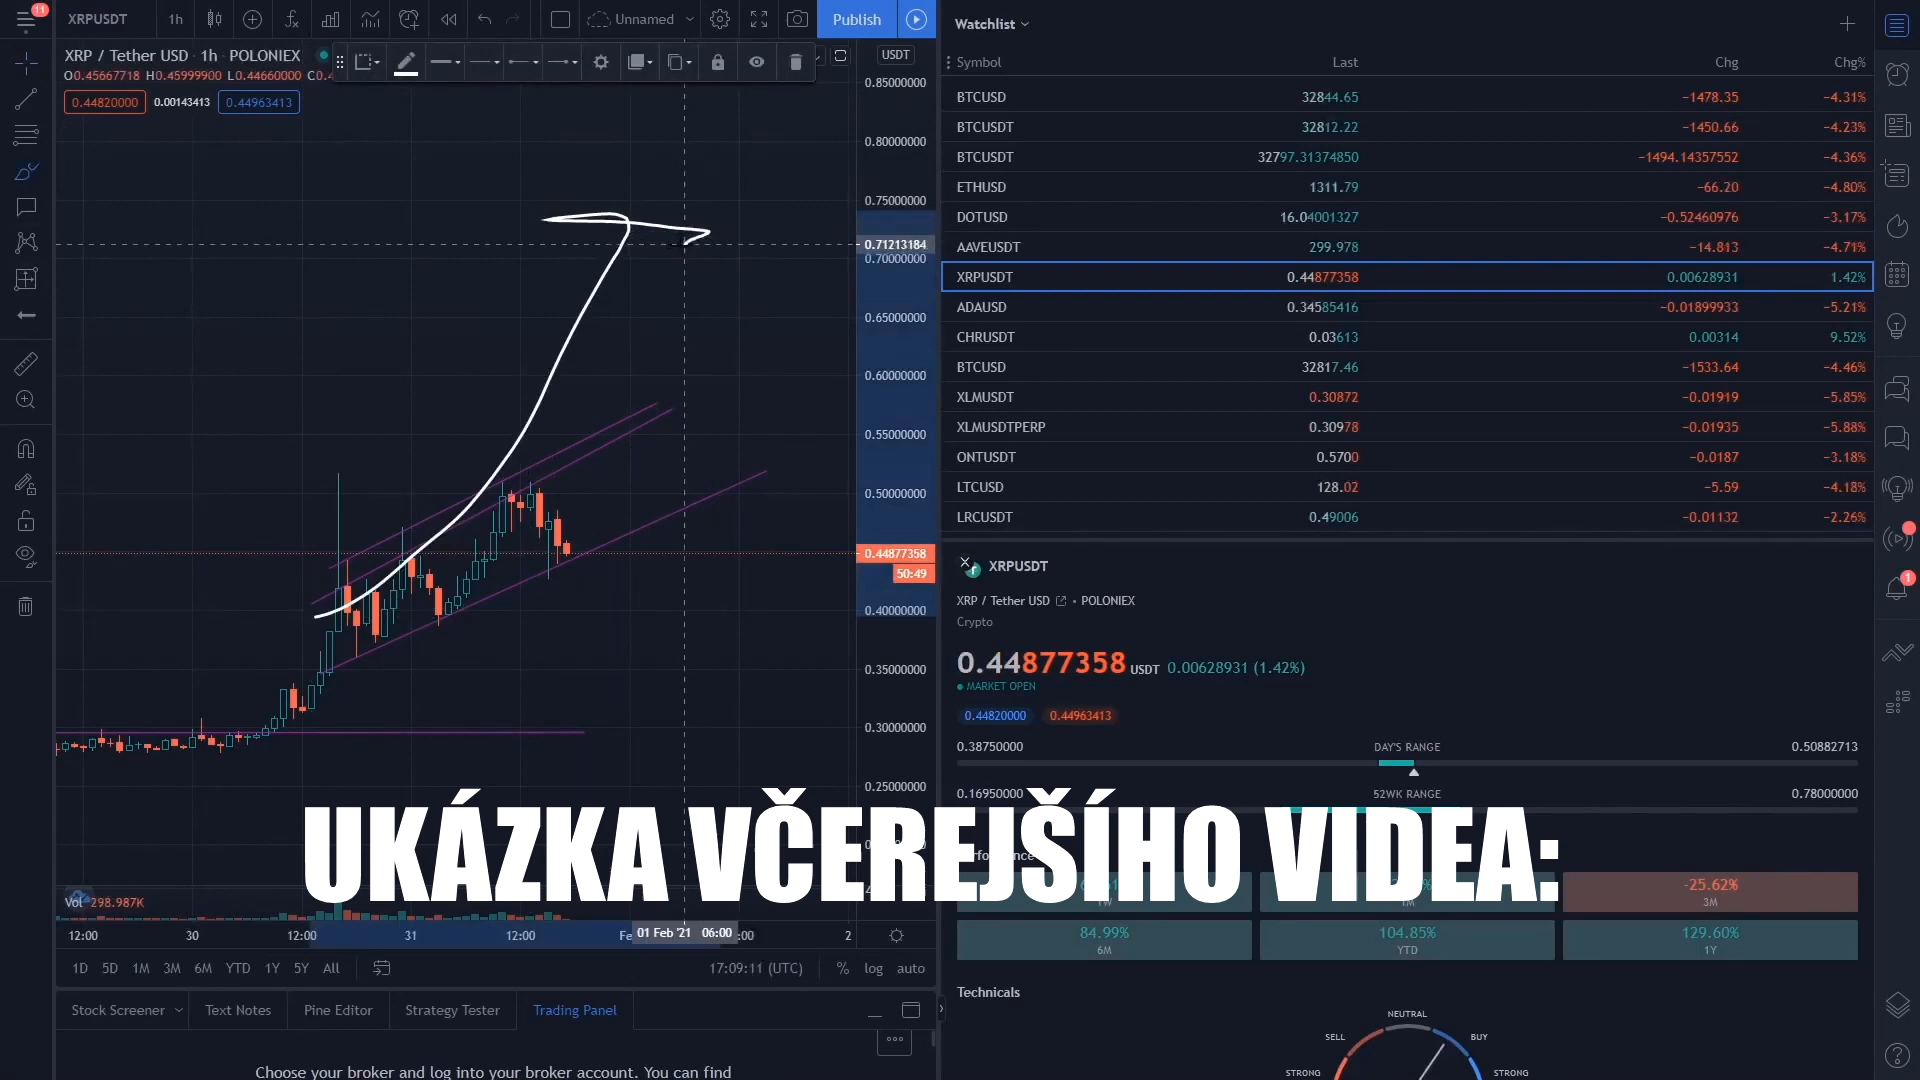 11
XRPUSDT
1h
Unnamed
Publish
XRP / Tether USD · 1h · POLONIEX
O0.45667718 H0.45999900 L0.44660000
0.44820000 0.00143413 0.44963413
USDT
0.85000000
0.80000000
0.75000000
0.71213184
0.70000000
0.65000000
0.60000000
0.55000000
0.50000000
0.44877358
50:49
0.40000000
0.35000000
0.30000000
0.25000000
Vol 298.987K
12:00 30 12:00 31 12:00 01 Feb '21 06:00 :00 2
1D 5D 1M 3M 6M YTD 1Y 5Y All 17:09:11 (UTC) % log auto
Stock Screener Text Notes Pine Editor Strategy Tester Trading Panel
Choose your broker and log into your broker account. You can find
Watchlist
Symbol Last Chg Chg%
BTCUSD 32844.65 −1478.35 −4.31%
BTCUSDT 32812.22 −1450.66 −4.23%
BTCUSDT 32797.31374850 −1494.14357552 −4.36%
ETHUSD 1311.79 −66.20 −4.80%
DOTUSD 16.04001327 −0.52460976 −3.17%
AAVEUSDT 299.978 −14.813 −4.71%
XRPUSDT 0.44877358 0.00628931 1.42%
ADAUSD 0.34585416 −0.01899933 −5.21%
CHRUSDT 0.03613 0.00314 9.52%
BTCUSD 32817.46 −1533.64 −4.46%
XLMUSDT 0.30872 −0.01919 −5.85%
XLMUSDTPERP 0.30978 −0.01935 −5.88%
ONTUSDT 0.5700 −0.0187 −3.18%
LTCUSD 128.02 −5.59 −4.18%
LRCUSDT 0.49006 −0.01132 −2.26%
XRPUSDT
XRP / Tether USD • POLONIEX
Crypto
0.44877358 USDT 0.00628931 (1.42%)
MARKET OPEN
0.44820000 0.44963413
0.38750000 DAY'S RANGE 0.50882713
0.16950000 52WK RANGE 0.78000000
UKÁZKA VČEREJŠÍHO VIDEA:
-25.62%
3M
84.99%
6M
104.85%
YTD
129.60%
1Y
Technicals
NEUTRAL
SELL BUY
STRONG STRONG
1